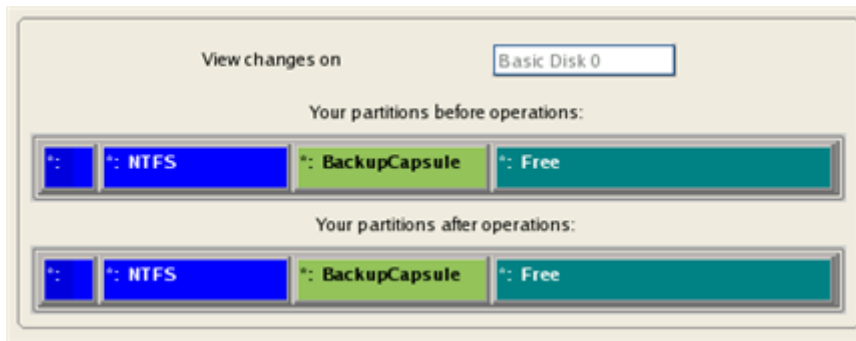 View changes on Basic Disk 0
Your partitions before operations:
*: *: NTFS *: BackupCapsule *: Free
Your partitions after operations:
*: *: NTFS *: BackupCapsule *: Free